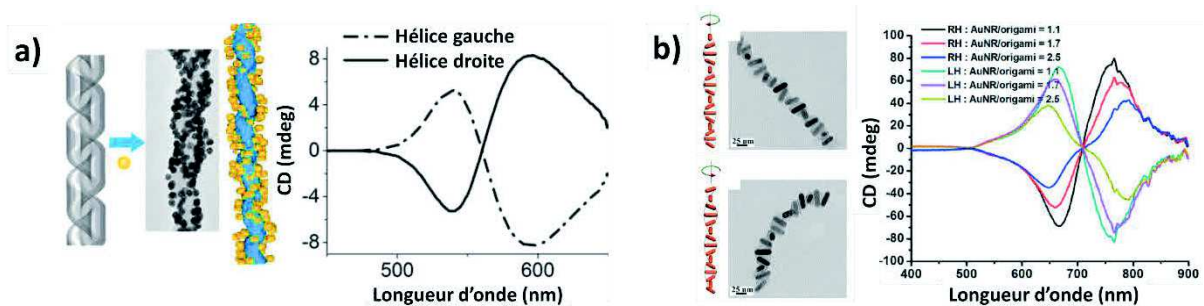 a)
Hélice gauche
Hélice droite
CD (mdeg)
8
4
0
-4
-8
500
600
Longueur d'onde (nm)
b)
25 nm
25 nm
RH : AuNR/origami = 1.1
RH : AuNR/origami = 1.7
RH : AuNR/origami = 2.5
LH : AuNR/origami = 1.1
LH : AuNR/origami = 1.7
LH : AuNR/origami = 2.5
CD (mdeg)
100
80
60
40
20
0
-20
-40
-60
-80
-100
400
500
600
700
800
900
Longueur d'onde (nm)